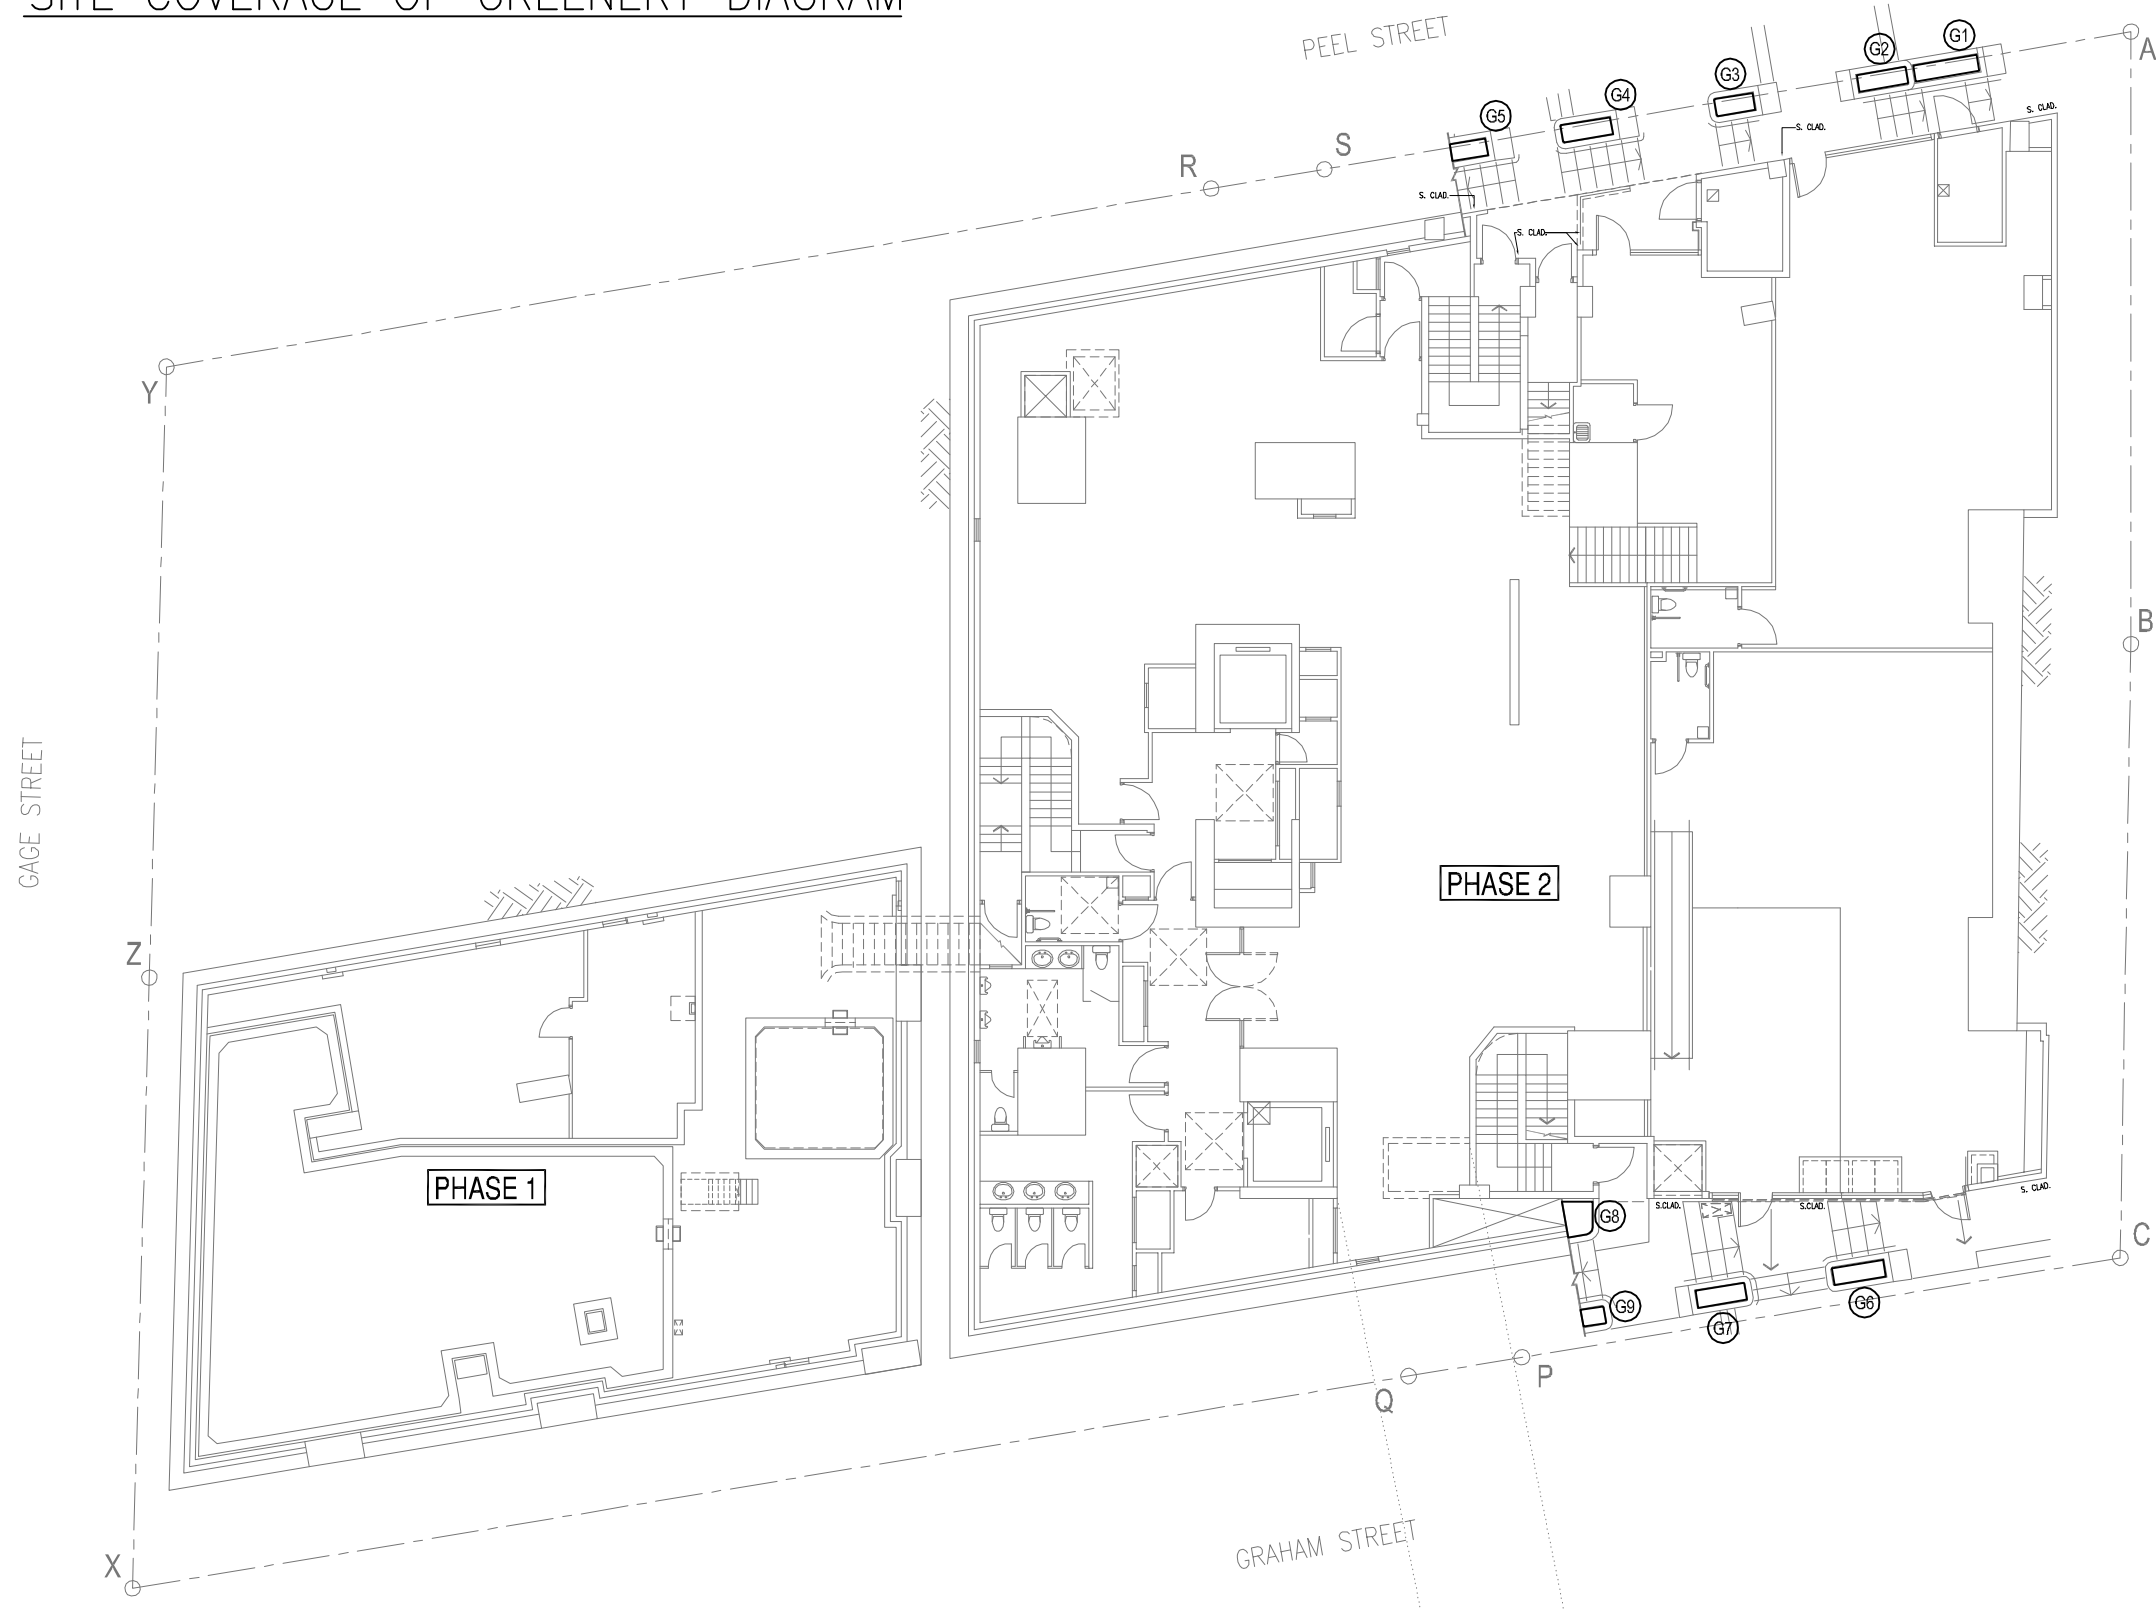 SITE COVERAGE OF GREENERY DIAGRAM
PEEL STREET
G1
G2
G3
G4
G5
A
S. CLAD.
S. CLAD.
S
R
S. CLAD.
S. CLAD.
Y
B
GAGE STREET
PHASE 2
Z
PHASE 1
S. CLAD.
S.CLAD.
S.CLAD.
G8
C
G9
G6
G7
P
Q
GRAHAM STREET
X